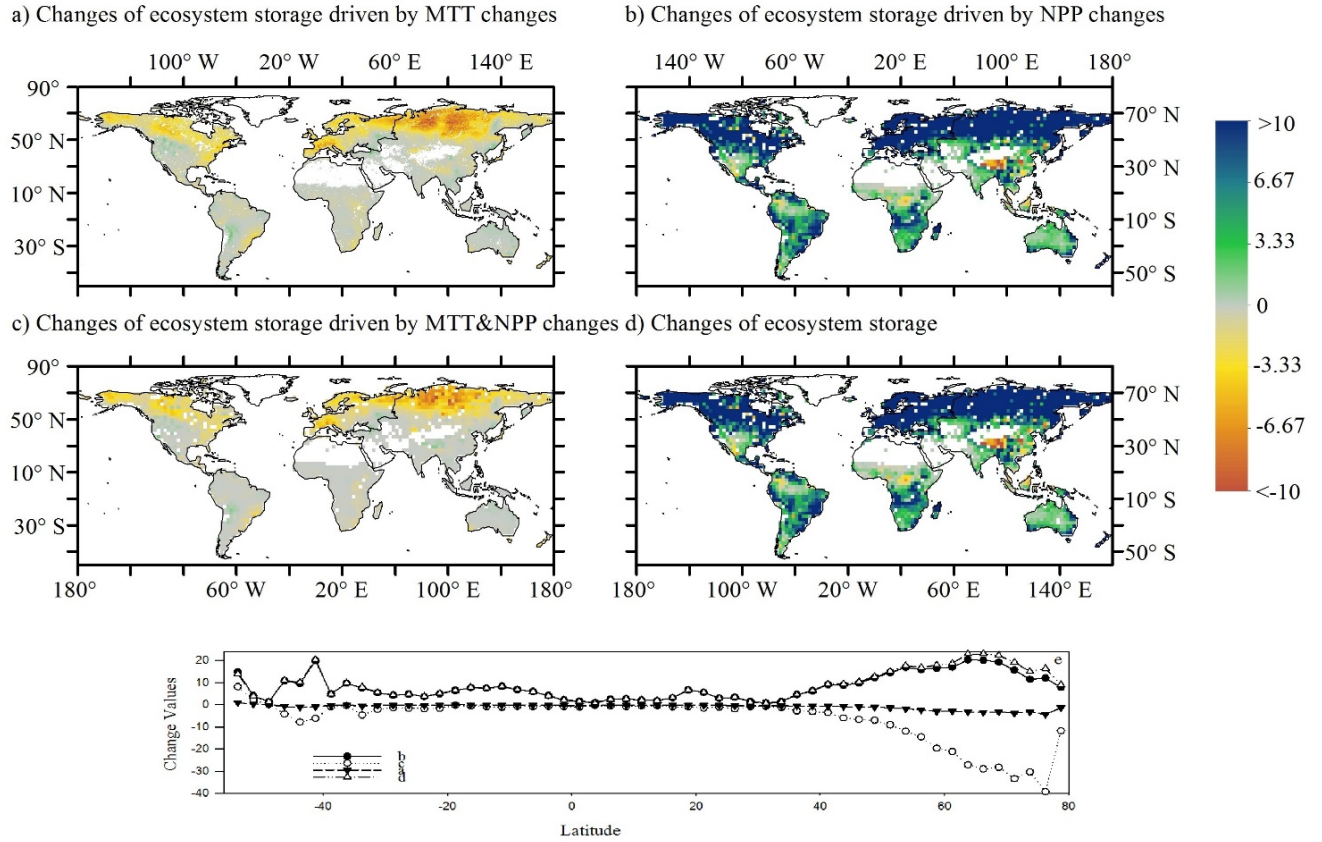 a) Changes of ecosystem storage driven by MTT changes
b) Changes of ecosystem storage driven by NPP changes
100° W 20° W 60° E 140° E
140° W 60° W 20° E 100° E 180°
90°
50° N
10° N
30° S
70° N
30° N
10° S
50° S
>10
6.67
3.33
0
-3.33
-6.67
<-10
c) Changes of ecosystem storage driven by MTT&NPP changes
d) Changes of ecosystem storage
90°
50° N
10° N
30° S
70° N
30° N
10° S
50° S
180° 60° W 20° E 100° E 180°
100° W 20° W 60° E 140° E
e
Change Values
20
10
0
-10
-20
-30
-40
b
c
a
d
-40 -20 0 20 40 60 80
Latitude